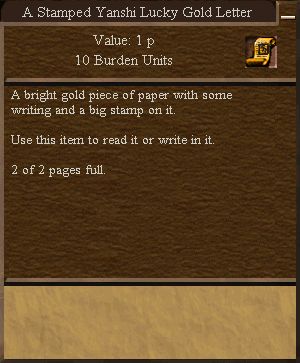 A Stamped Yanshi Lucky Gold Letter
Value: 1 p
10 Burden Units
A bright gold piece of paper with some
writing and a big stamp on it.
Use this item to read it or write in it.
2 of 2 pages full.